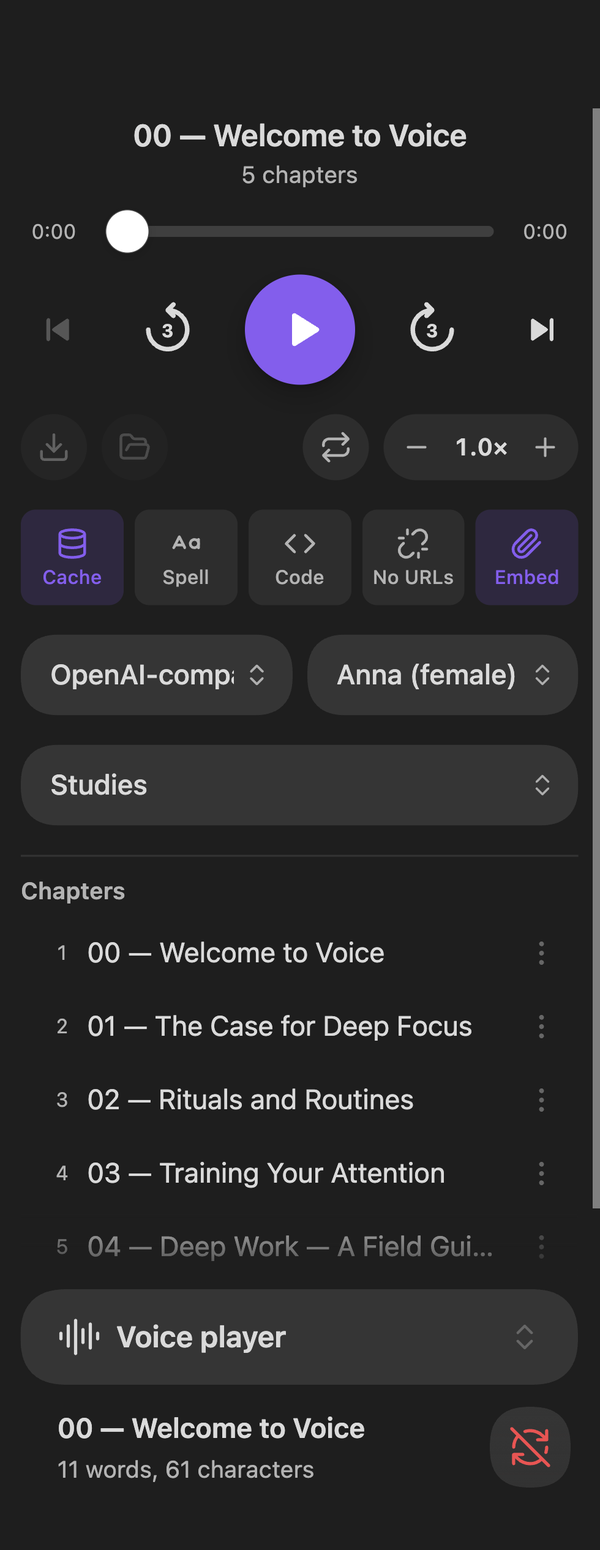 00 — Welcome to Voice
5 chapters
0:00
0:00
3
3
1.0×
Cache
Spell
Code
No URLs
Embed
OpenAI-compa
Anna (female)
Studies
Chapters
1 00 — Welcome to Voice
2 01 — The Case for Deep Focus
3 02 — Rituals and Routines
4 03 — Training Your Attention
5 04 — Deep Work — A Field Gui...
Voice player
00 — Welcome to Voice
11 words, 61 characters